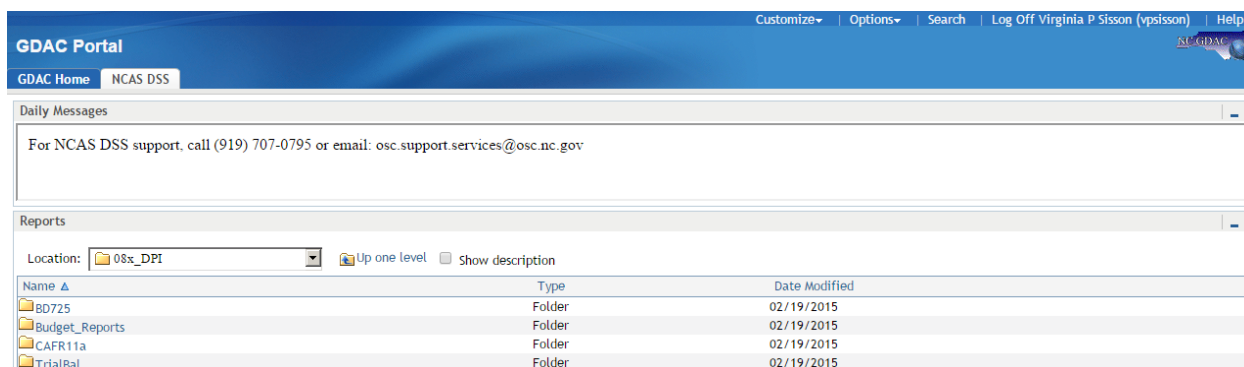 Customize | Options | Search | Log Off Virginia P Sisson (vpsisson) | Help
GDAC Portal
NC GDAC
GDAC Home NCAS DSS
Daily Messages
For NCAS DSS support, call (919) 707-0795 or email: osc.support.services@osc.nc.gov
Reports
Location: 08x_DPI Up one level Show description
Name Type Date Modified
BD725 Folder 02/19/2015
Budget_Reports Folder 02/19/2015
CAFR11a Folder 02/19/2015
TrialBal Folder 02/19/2015